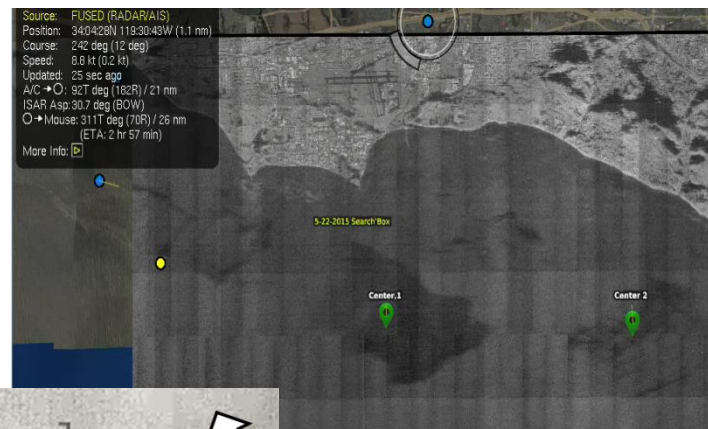 Source: FUSED (RADAR/AIS)
Position: 34:04:28N 119:30:43W (1.1 nm)
Course: 242 deg (12 deg)
Speed: 8.8 kt (0.2 kt)
Updated: 25 sec ago
A/C➔O: 92T deg (182R) / 21 nm
ISAR Asp: 30.7 deg (BOW)
O➔Mouse: 311T deg (70R) / 26 nm
(ETA: 2 hr 57 min)
More Info:
5-22-2015 Search Box
Center.1
Center 2